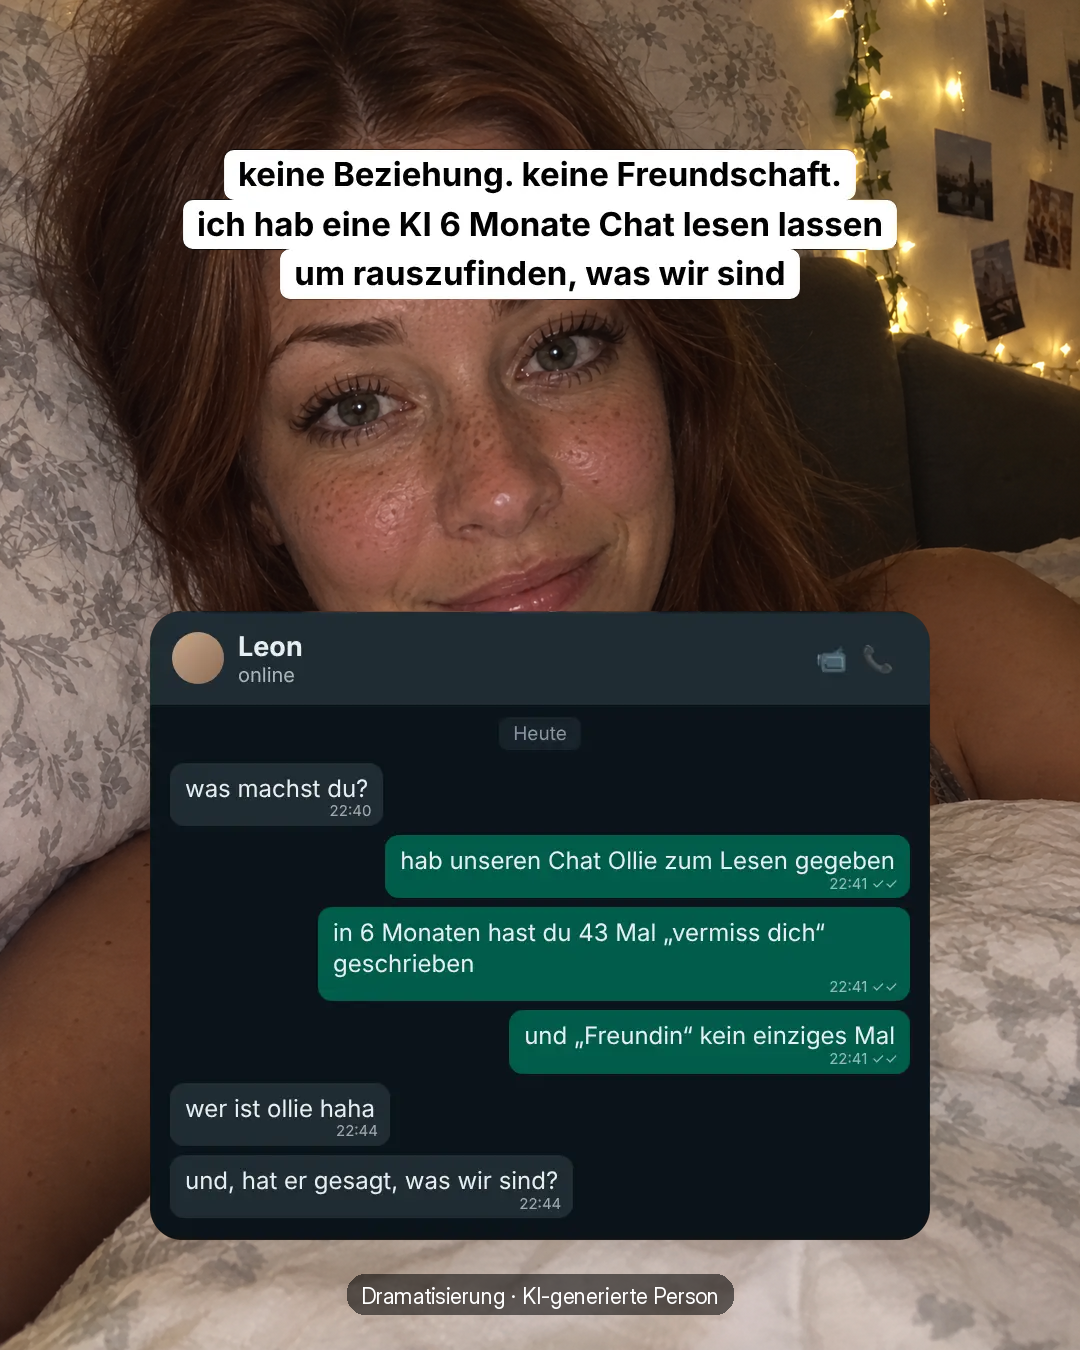 keine Beziehung. keine Freundschaft.
ich hab eine KI 6 Monate Chat lesen lassen
um rauszufinden, was wir sind
Leon
online
Heute
was machst du?
22:40
hab unseren Chat Ollie zum Lesen gegeben
22:41 ✓✓
in 6 Monaten hast du 43 Mal „vermiss dich“
geschrieben
22:41 ✓✓
und „Freundin“ kein einziges Mal
22:41 ✓✓
wer ist ollie haha
22:44
und, hat er gesagt, was wir sind?
22:44
Dramatisierung · KI-generierte Person